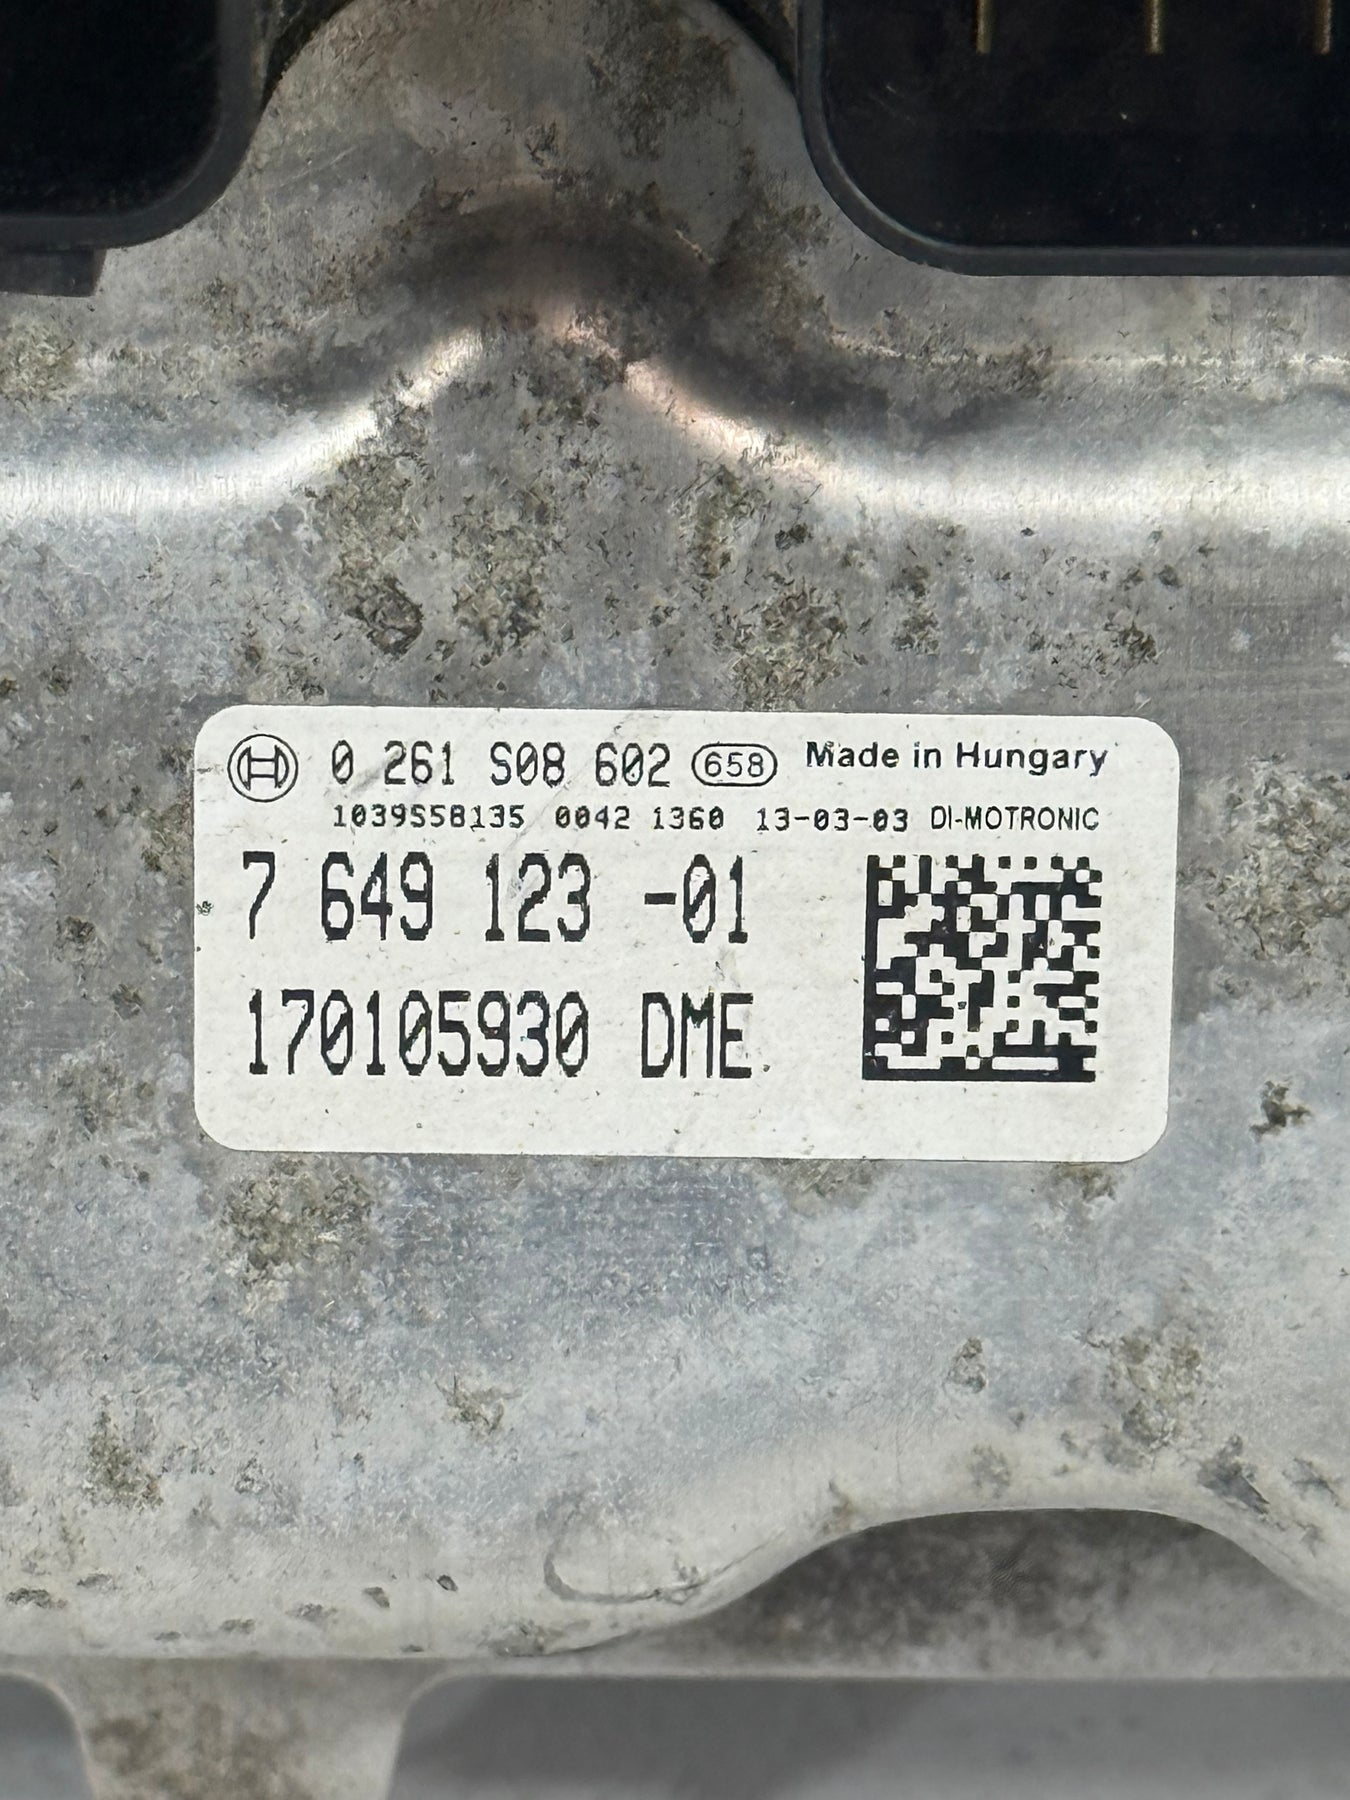 0 261 S08 602 658 Made in Hungary
1039S58135 0042 1360 13-03-03 DI-MOTRONIC
7 649 123 -01
170105930 DME